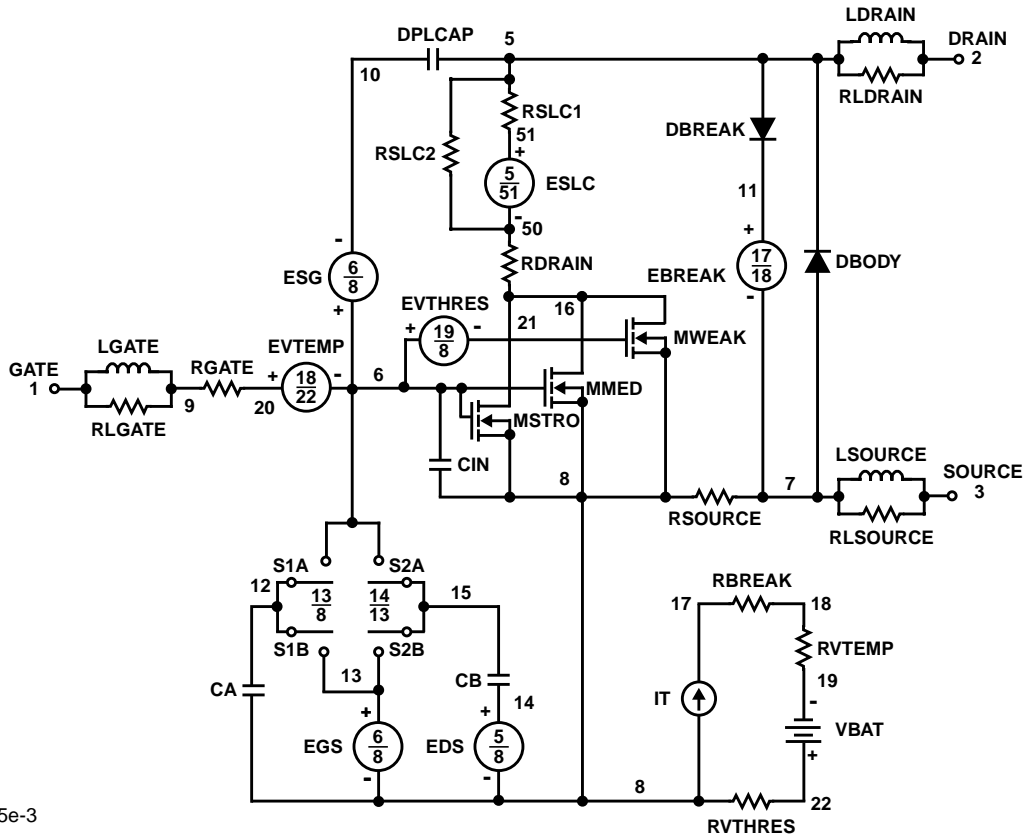 LDRAIN
DPLCAP 5 DRAIN
2
10
RLDRAIN
RSLC1
51
DBREAK
RSLC2
+
5
51
ESLC
11
-
50
-
+
17
18
EBREAK
DBODY
-
RDRAIN
6
8
ESG
+
EVTHRES
16
21
+ 19 -
8
MWEAK
LGATE
EVTEMP
RGATE
GATE
1
+ 18 -
22
6
MMED
9 20
RLGATE
MSTRO
CIN
8
LSOURCE
7
SOURCE
3
RSOURCE
RLSOURCE
S1A S2A
12
13
8
14
13
15
S1B S2B
13
RBREAK
17 18
RVTEMP
19
CA
CB
14
IT
-
VBAT
+
+
EGS 6
8
-
+
EDS 5
8
-
8
22
RVTHRES
5e-3